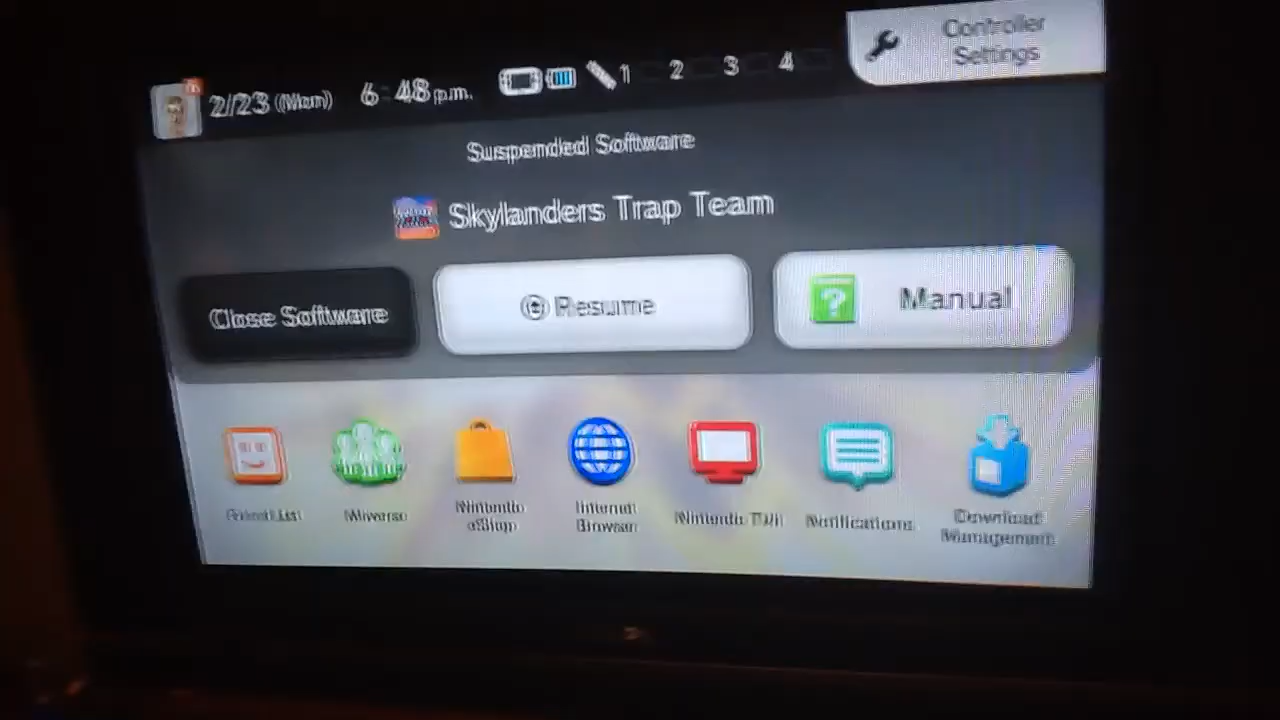 Controller
Settings
2/23 (Mon) 6:48 p.m. 1 2 3 4
Suspended Software
Skylanders Trap Team
Close Software
Resume
? Manual
Friend List
Miiverse
Nintendo
eShop
Internet
Browser
Nintendo TVii
Notifications
Download
Management